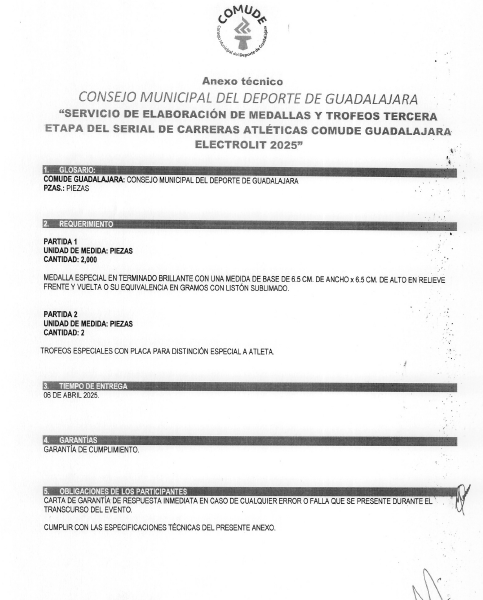 COMUDE
Consejo Municipal del Deporte de Guadalajara
Anexo técnico
CONSEJO MUNICIPAL DEL DEPORTE DE GUADALAJARA
“SERVICIO DE ELABORACIÓN DE MEDALLAS Y TROFEOS TERCERA
ETAPA DEL SERIAL DE CARRERAS ATLÉTICAS COMUDE GUADALAJARA
ELECTROLIT 2025”
1. GLOSARIO:
COMUDE GUADALAJARA: CONSEJO MUNICIPAL DEL DEPORTE DE GUADALAJARA
PZAS.: PIEZAS
2. REQUERIMIENTO
PARTIDA 1
UNIDAD DE MEDIDA: PIEZAS
CANTIDAD: 2,000
MEDALLA ESPECIAL EN TERMINADO BRILLANTE CON UNA MEDIDA DE BASE DE 6.5 CM. DE ANCHO x 6.5 CM. DE ALTO EN RELIEVE
FRENTE Y VUELTA O SU EQUIVALENCIA EN GRAMOS CON LISTÓN SUBLIMADO.
PARTIDA 2
UNIDAD DE MEDIDA: PIEZAS
CANTIDAD: 2
TROFEOS ESPECIALES CON PLACA PARA DISTINCIÓN ESPECIAL A ATLETA.
3. TIEMPO DE ENTREGA
06 DE ABRIL 2025.
4. GARANTÍAS
GARANTÍA DE CUMPLIMIENTO.
5. OBLIGACIONES DE LOS PARTICIPANTES
CARTA DE GARANTÍA DE RESPUESTA INMEDIATA EN CASO DE CUALQUIER ERROR O FALLA QUE SE PRESENTE DURANTE EL
TRANSCURSO DEL EVENTO.
CUMPLIR CON LAS ESPECIFICACIONES TÉCNICAS DEL PRESENTE ANEXO.